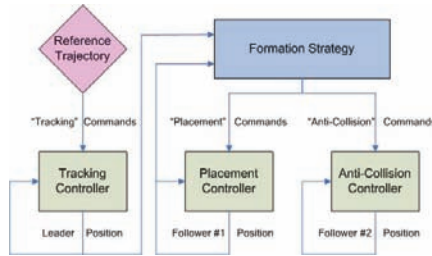 Reference
Trajectory
Formation Strategy
"Tracking" Commands
"Placement" Commands
"Anti-Collision" Commands
Tracking
Controller
Placement
Controller
Anti-Collision
Controller
Leader Position
Follower #1 Position
Follower #2 Position